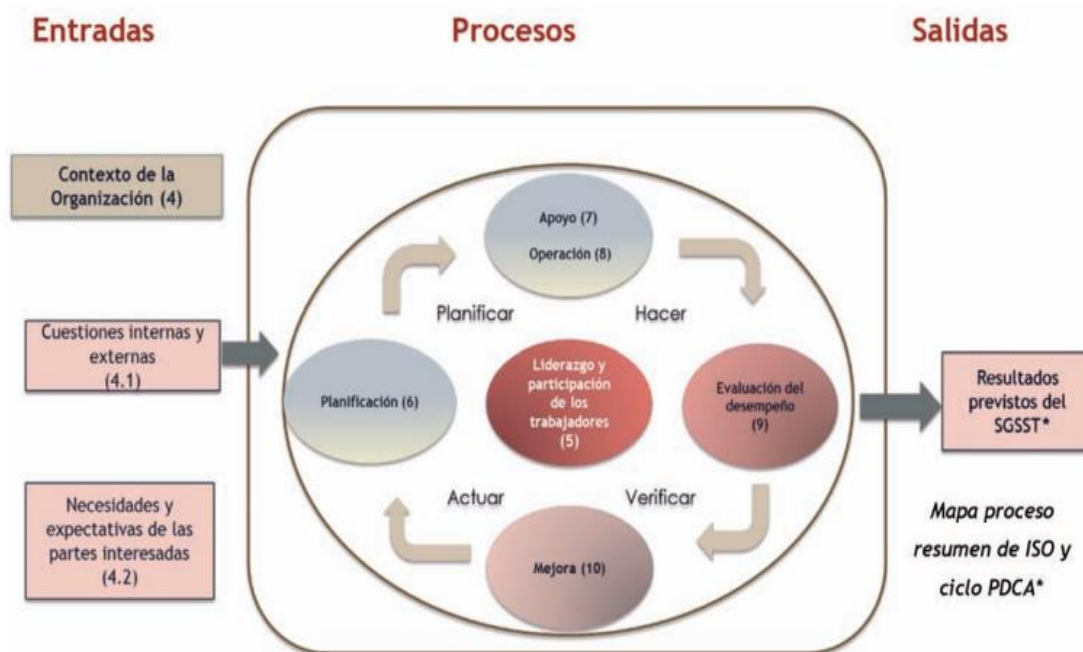 Entradas
Procesos
Salidas
Contexto de la
Organización (4)
Cuestiones internas y
externas
(4.1)
Necesidades y
expectativas de las
partes interesadas
(4.2)
Apoyo (7)
Operación (8)
Planificar
Hacer
Planificación (6)
Liderazgo y
participación
de los
trabajadores
(5)
Evaluación del
desempeño
(9)
Actuar
Verificar
Mejora (10)
Resultados
previstos del
SGSST*
Mapa proceso
resumen de ISO y
ciclo PDCA*